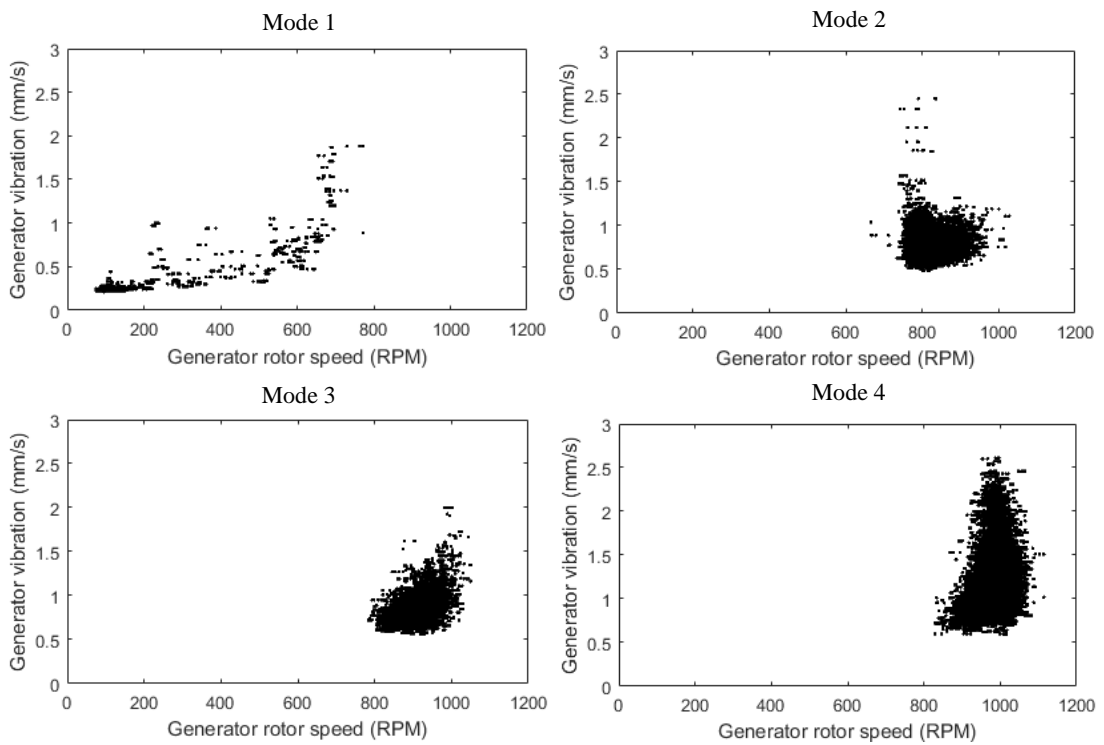 Mode 1
3
2.5
2
1.5
1
0.5
0
0 200 400 600 800 1000 1200
Generator vibration (mm/s)
Generator rotor speed (RPM)
Mode 2
3
2.5
2
1.5
1
0.5
0
0 200 400 600 800 1000 1200
Generator vibration (mm/s)
Generator rotor speed (RPM)
Mode 3
3
2.5
2
1.5
1
0.5
0
0 200 400 600 800 1000 1200
Generator vibration (mm/s)
Generator rotor speed (RPM)
Mode 4
3
2.5
2
1.5
1
0.5
0
0 200 400 600 800 1000 1200
Generator vibration (mm/s)
Generator rotor speed (RPM)